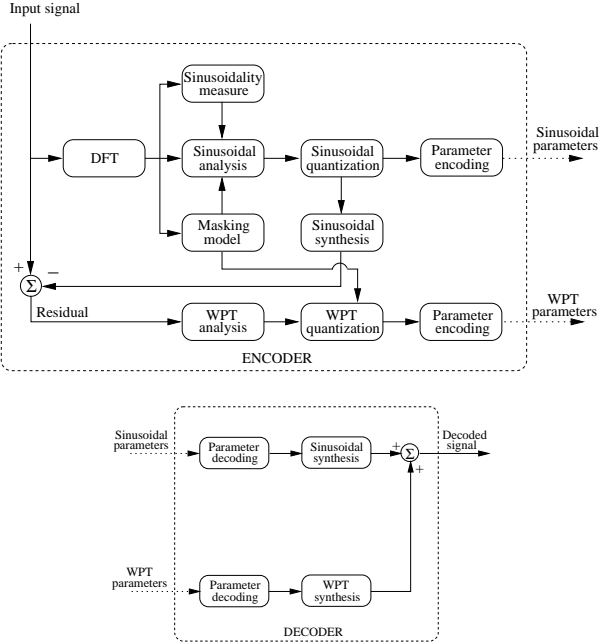 Input signal
Sinusoidality
measure
DFT
Sinusoidal
analysis
Sinusoidal
quantization
Parameter
encoding
Sinusoidal
parameters
Masking
model
Sinusoidal
synthesis
+
−
Σ
Residual
WPT
analysis
WPT
quantization
Parameter
encoding
WPT
parameters
ENCODER
Sinusoidal
parameters
Parameter
decoding
Sinusoidal
synthesis
+
Σ
+
Decoded
signal
WPT
parameters
Parameter
decoding
WPT
synthesis
DECODER